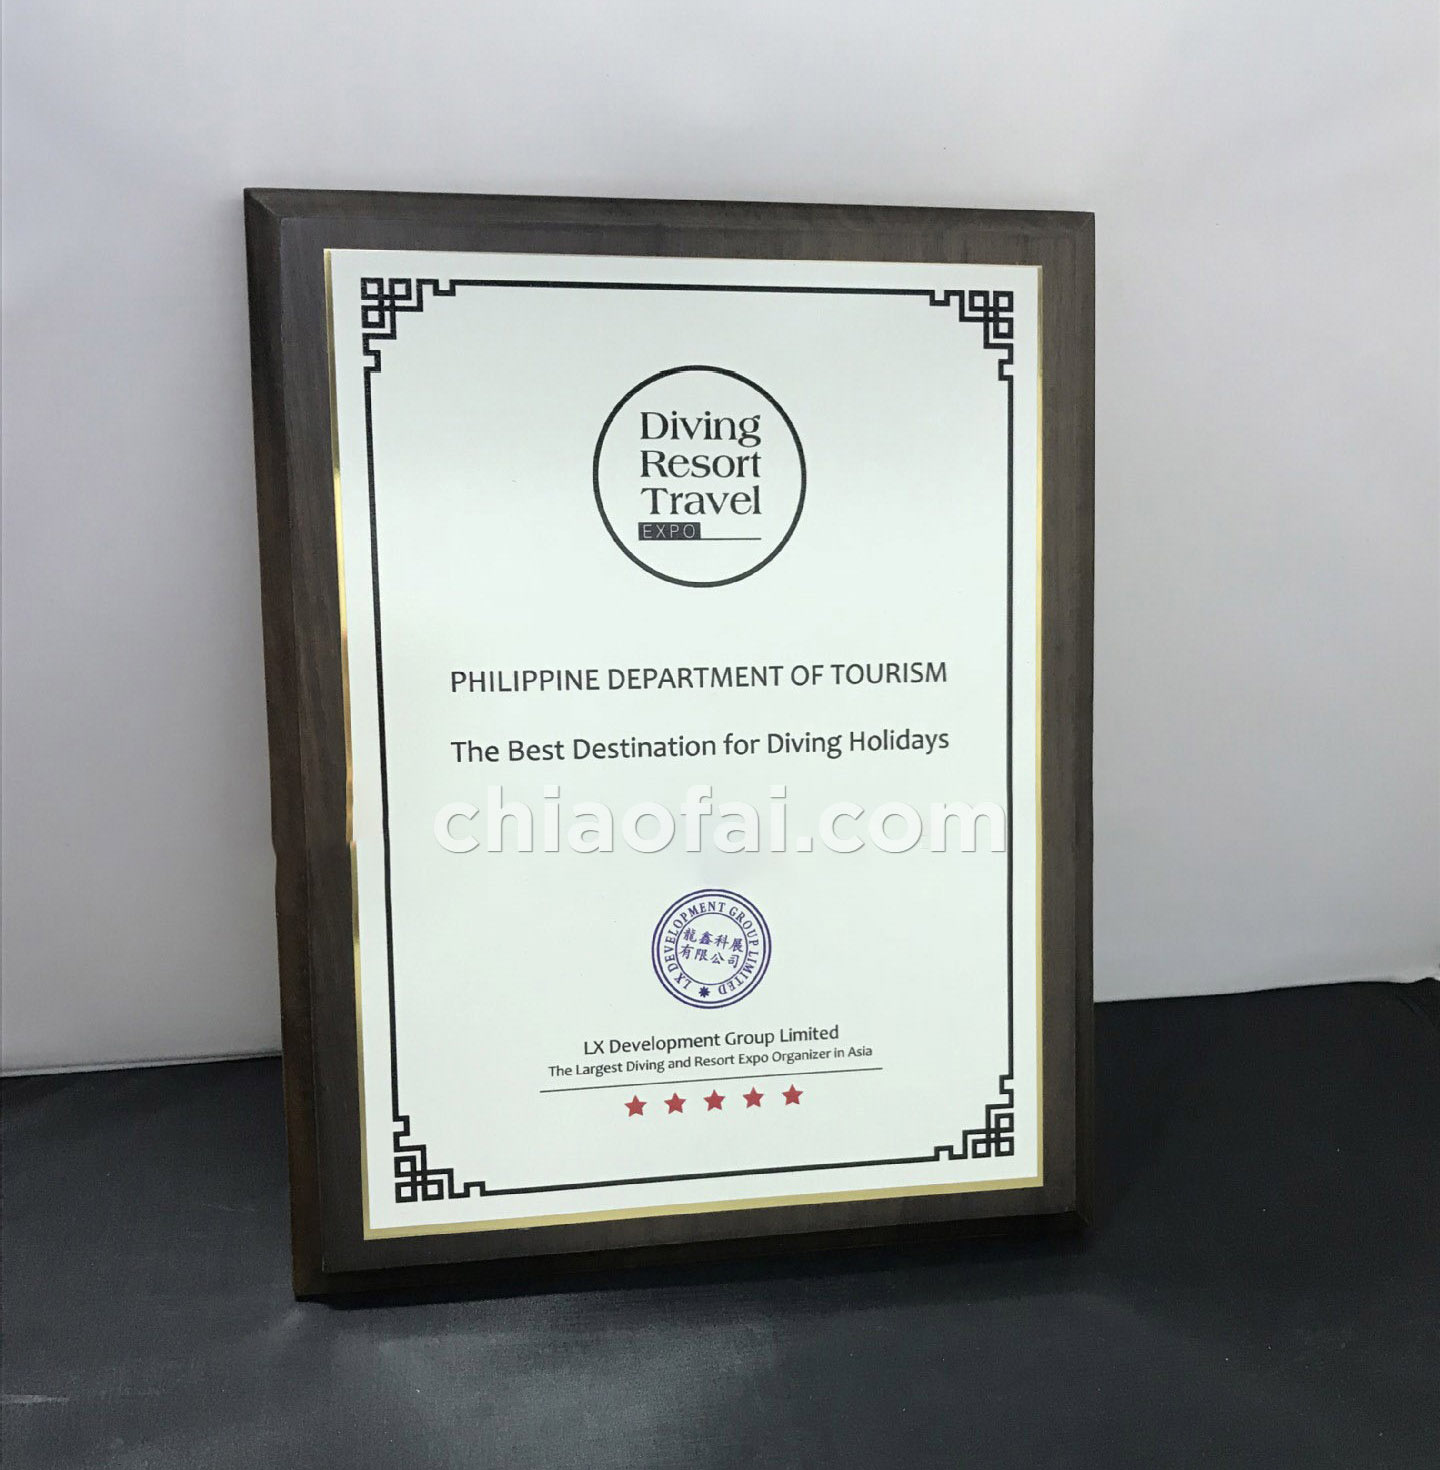 Diving
Resort
Travel
EXPO
PHILIPPINE DEPARTMENT OF TOURISM
The Best Destination for Diving Holidays
chiaofai.com
LX DEVELOPMENT GROUP LIMITED
龍鑫科展
有限公司
LX Development Group Limited
The Largest Diving and Resort Expo Organizer in Asia